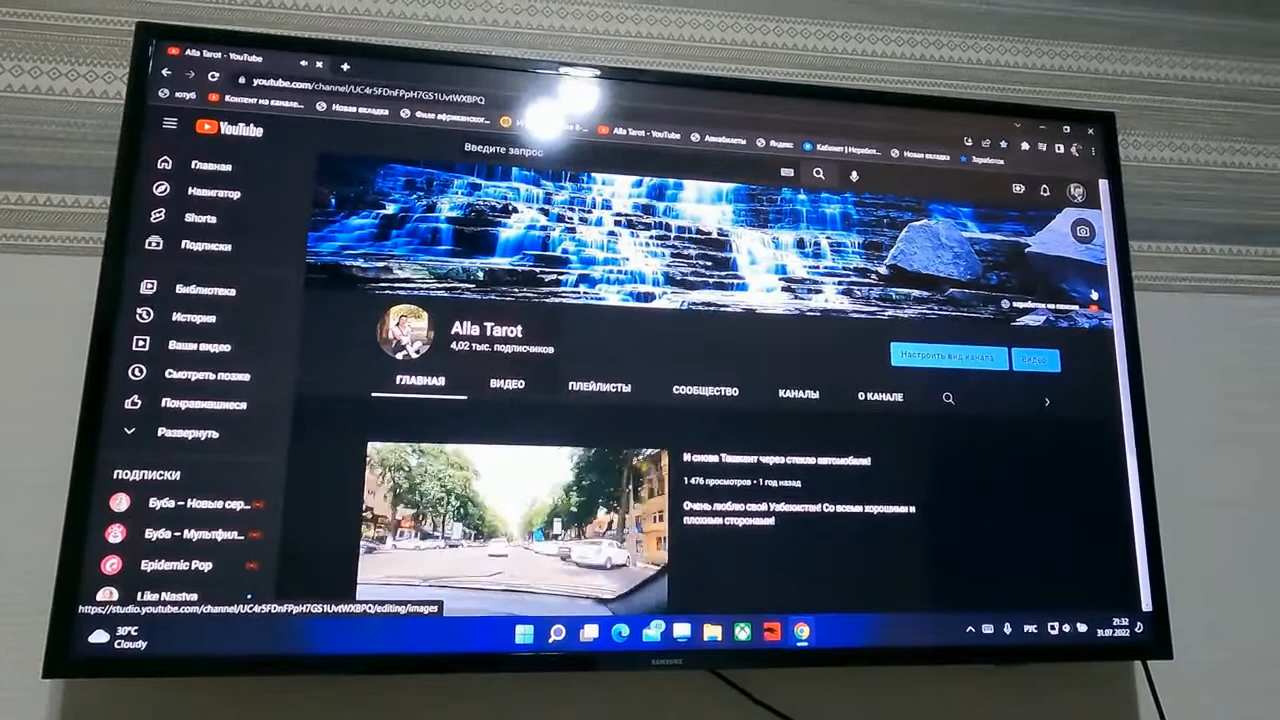 Alla Tarot - YouTube
youtube.com/channel/UC4r5FDnFPpH7GS1UvtWXBPQ
ютуб
Контент на канале...
Новая вкладка
Филе африканског...
Alla Tarot - YouTube
Авиабилеты
Яндекс
Кабинет | Неработ...
Новая вкладка
Заработок
YouTube
Введите запрос
Главная
Навигатор
Shorts
Подписки
Библиотека
История
Ваши видео
Смотреть позже
Понравившиеся
Развернуть
ПОДПИСКИ
Буба – Новые сер...
Буба – Мультфил...
Epidemic Pop
Like Nastya
Alla Tarot
4,02 тыс. подписчиков
Настроить вид канала
Видео
ГЛАВНАЯ
ВИДЕО
ПЛЕЙЛИСТЫ
СООБЩЕСТВО
КАНАЛЫ
О КАНАЛЕ
И снова Ташкент через стекло автомобиля!
1 476 просмотров • 1 год назад
Очень люблю свой Узбекистан! Со всеми хорошими и
плохими сторонами!
https://studio.youtube.com/channel/UC4r5FDnFPpH7GS1UvtWXBPQ/editing/images
30°C
Cloudy
РУС
21:32
31.07.2022
SAMSUNG